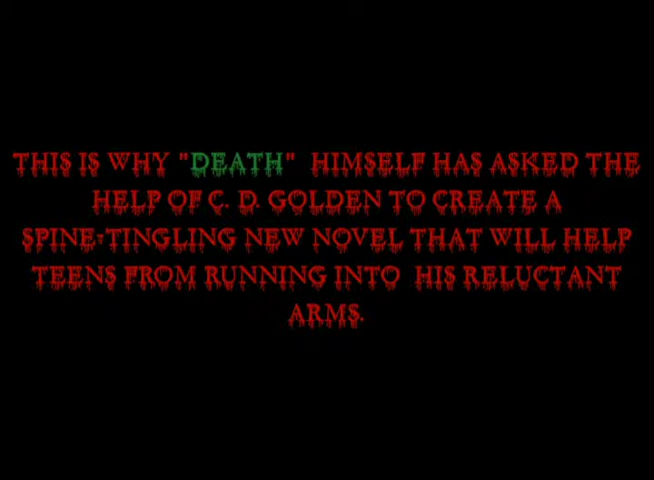 THIS IS WHY "DEATH" HIMSELF HAS ASKED THE
HELP OF C. D. GOLDEN TO CREATE A
SPINE-TINGLING NEW NOVEL THAT WILL HELP
TEENS FROM RUNNING INTO HIS RELUCTANT
ARMS.